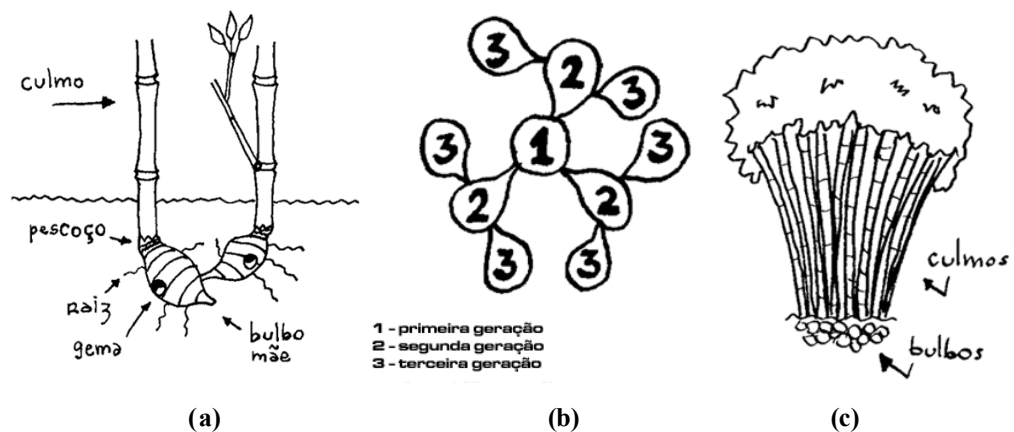 culmo
pescoço
Raiz
gema
bulbo
mãe
3
2
3
3
1
3
2
2
3
3
1 - primeira geração
2 - segunda geração
3 - terceira geração
culmos
bulbos
(a)
(b)
(c)